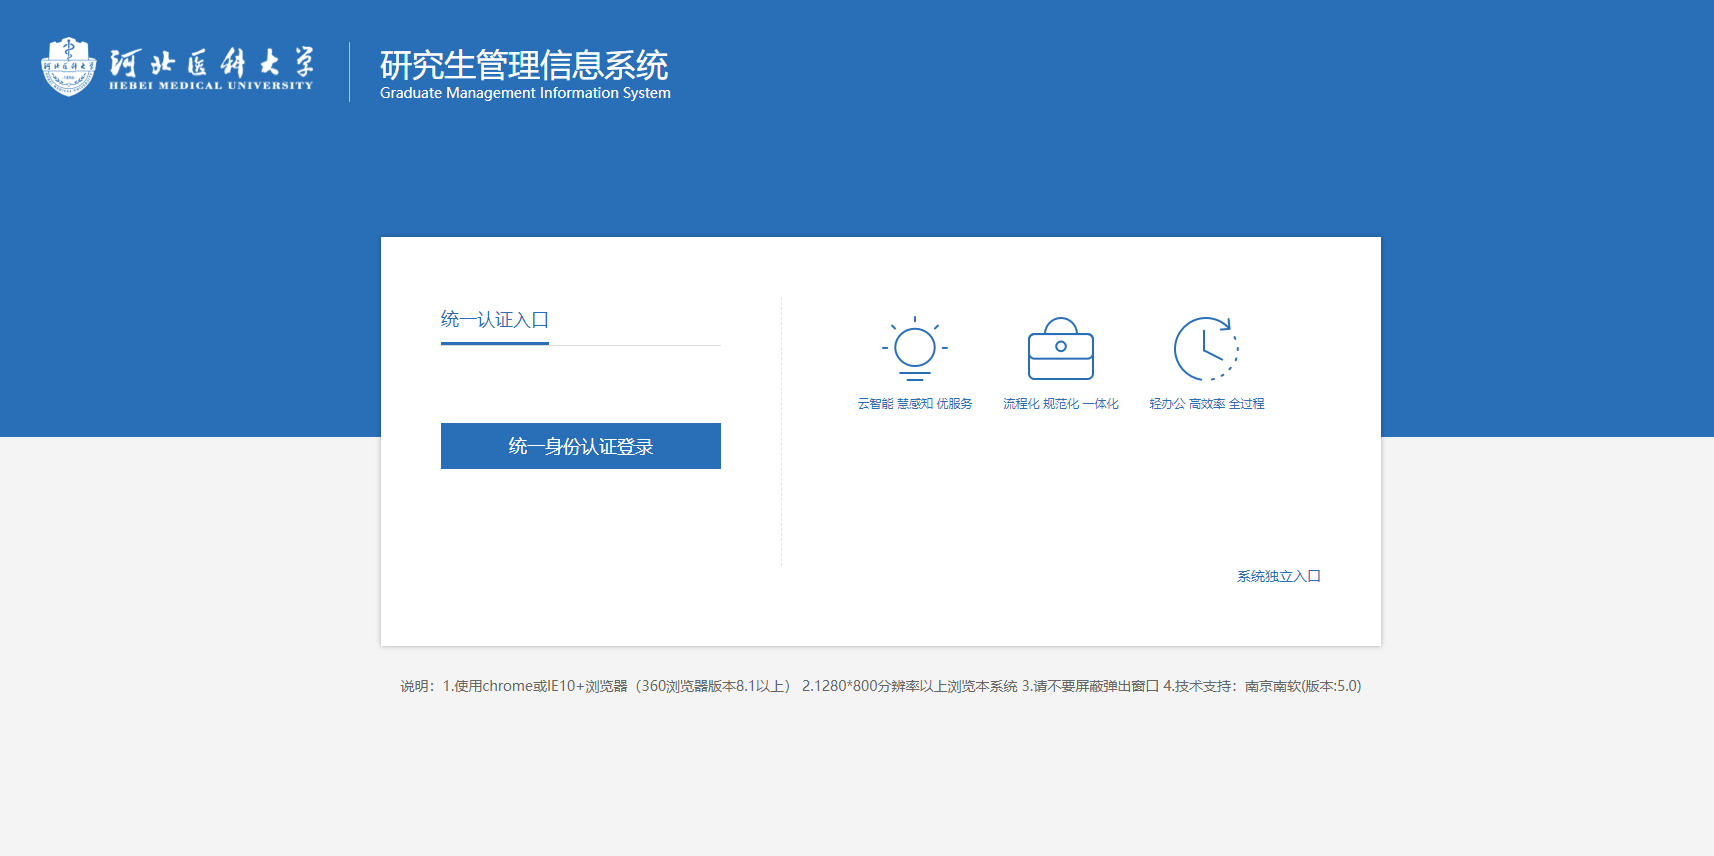 河北医科大学
HEBEI MEDICAL UNIVERSITY
研究生管理信息系统
Graduate Management Information System
统一认证入口
统一身份认证登录
云智能 慧感知 优服务
流程化 规范化 一体化
轻办公 高效率 全过程
系统独立入口
说明：1.使用chrome或IE10+浏览器（360浏览器版本8.1以上） 2.1280*800分辨率以上浏览本系统 3.请不要屏蔽弹出窗口 4.技术支持：南京南软(版本:5.0)